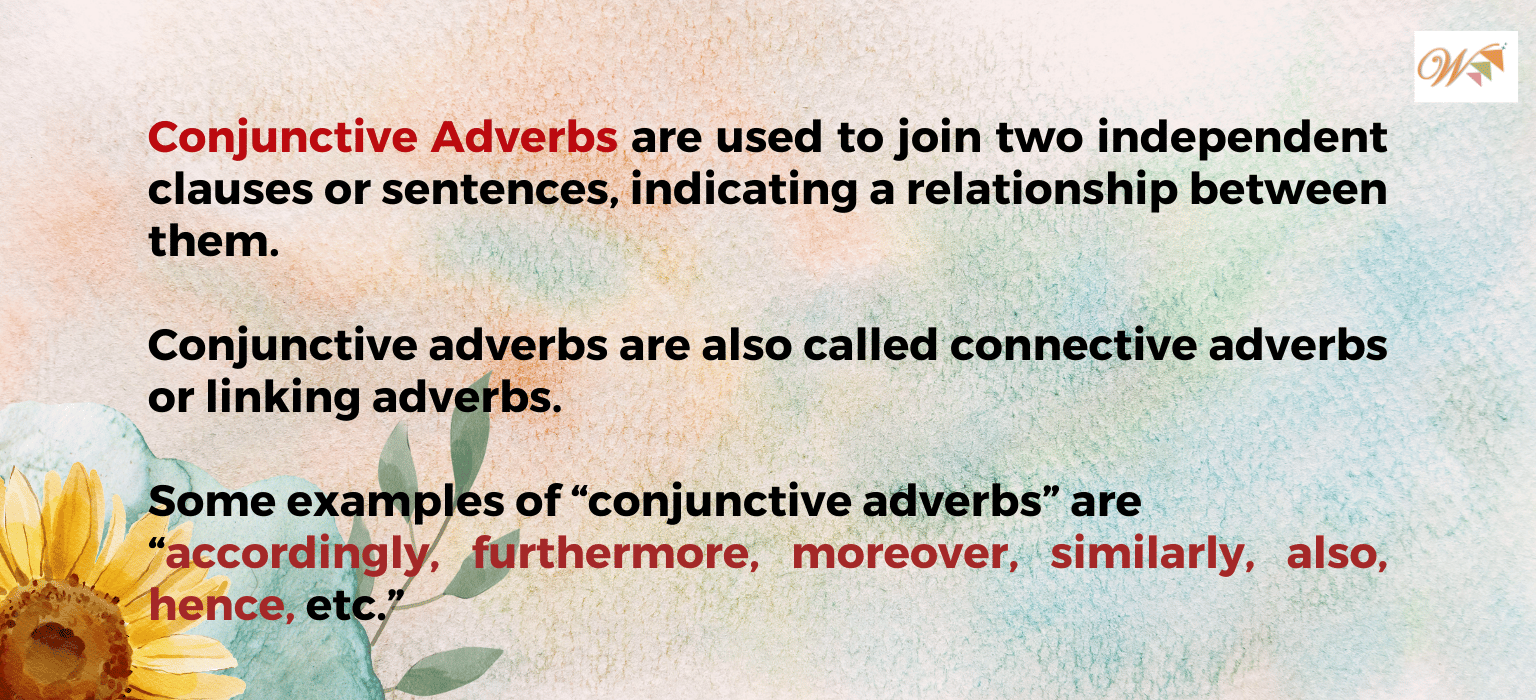 W
Conjunctive Adverbs are used to join two independent
clauses or sentences, indicating a relationship between
them.
Conjunctive adverbs are also called connective adverbs
or linking adverbs.
Some examples of “conjunctive adverbs” are
“accordingly, furthermore, moreover, similarly, also,
hence, etc.”